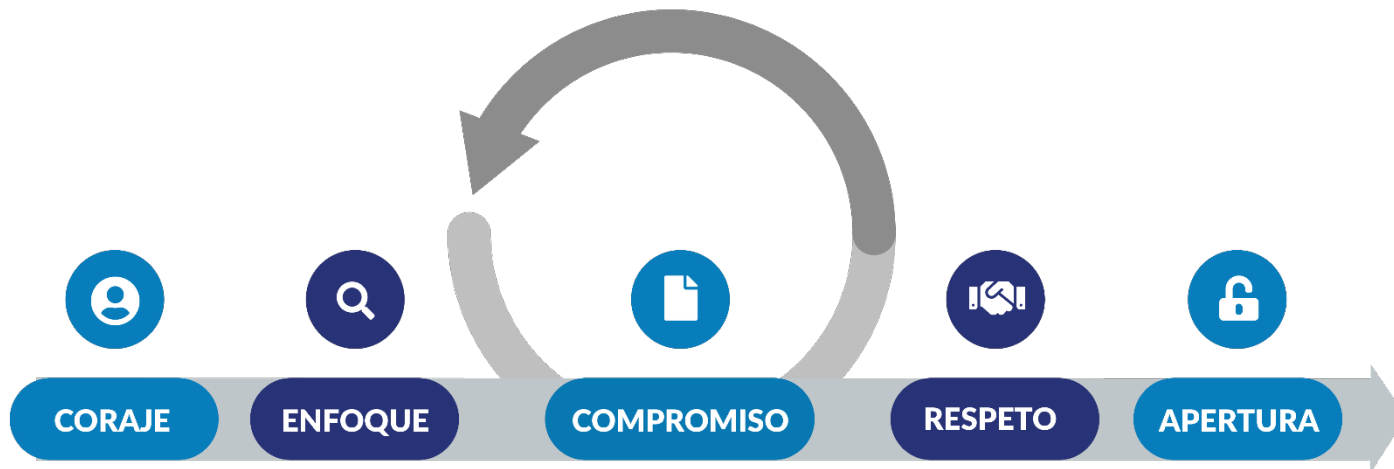 CORAJE
ENFOQUE
COMPROMISO
RESPETO
APERTURA